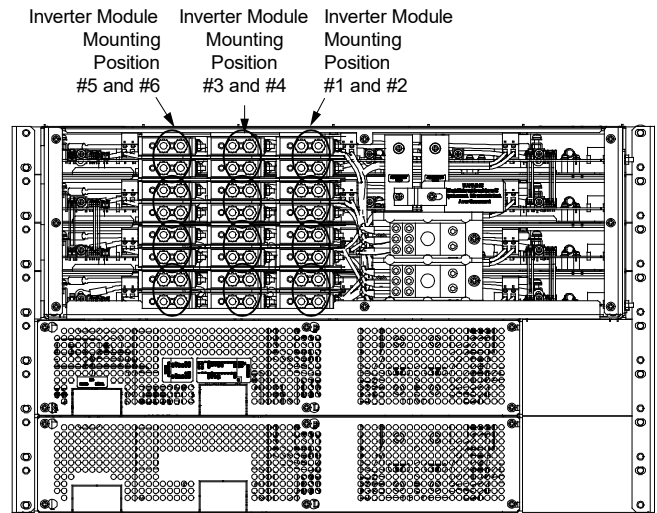 Inverter Module
Mounting
Position
#5 and #6
Inverter Module
Mounting
Position
#3 and #4
Inverter Module
Mounting
Position
#1 and #2